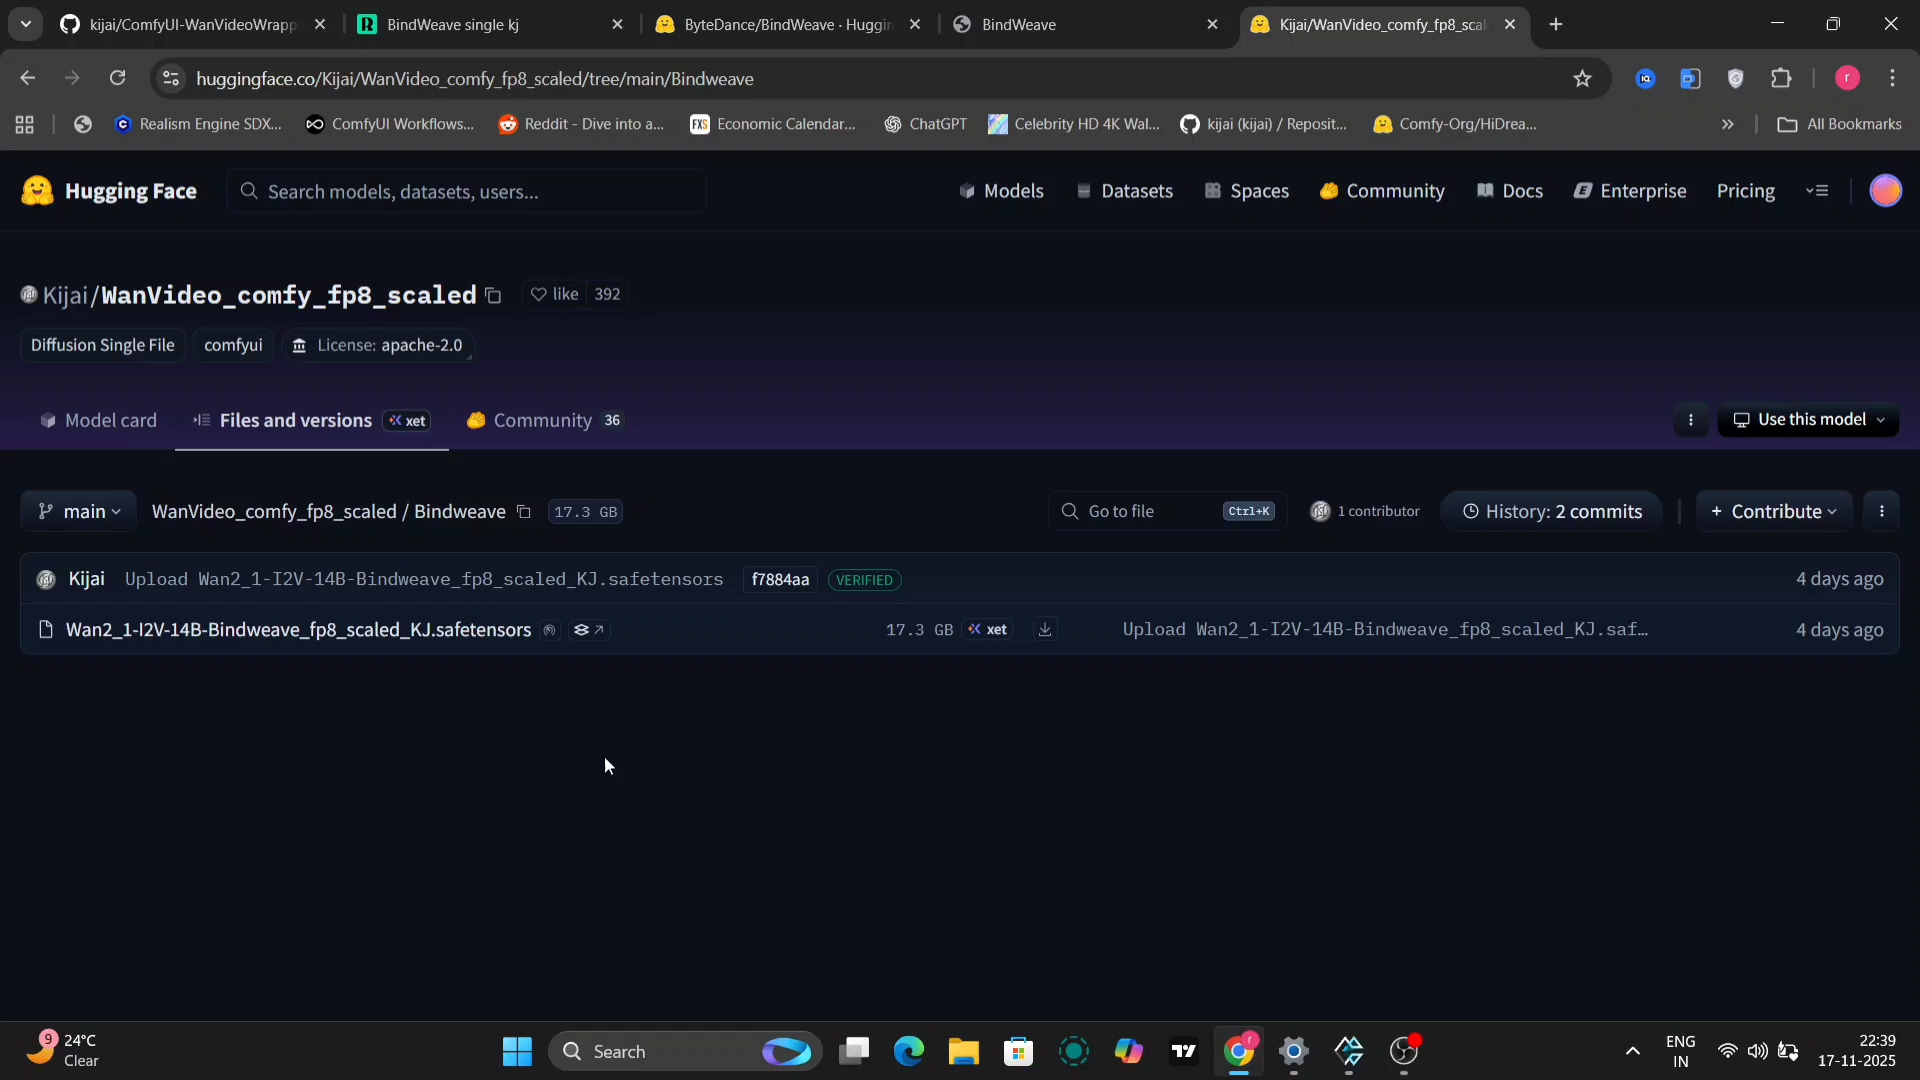 kijai/ComfyUI-WanVideoWrapp
BindWeave single kj
ByteDance/BindWeave · Huggin
BindWeave
Kijai/WanVideo_comfy_fp8_scal
huggingface.co/Kijai/WanVideo_comfy_fp8_scaled/tree/main/Bindweave
Realism Engine SDX...
ComfyUI Workflows...
Reddit - Dive into a...
Economic Calendar...
ChatGPT
Celebrity HD 4K Wal...
kijai (kijai) / Reposit...
Comfy-Org/HiDrea...
All Bookmarks
Hugging Face
Search models, datasets, users...
Models
Datasets
Spaces
Community
Docs
Enterprise
Pricing
Kijai/WanVideo_comfy_fp8_scaled
like 392
Diffusion Single File
comfyui
License: apache-2.0
Model card
Files and versions
xet
Community 36
Use this model
main
WanVideo_comfy_fp8_scaled / Bindweave
17.3 GB
Go to file
Ctrl+K
1 contributor
History: 2 commits
+ Contribute
Kijai
Upload Wan2_1-I2V-14B-Bindweave_fp8_scaled_KJ.safetensors
f7884aa
VERIFIED
4 days ago
Wan2_1-I2V-14B-Bindweave_fp8_scaled_KJ.safetensors
17.3 GB
xet
Upload Wan2_1-I2V-14B-Bindweave_fp8_scaled_KJ.saf…
4 days ago
9
24°C
Clear
Search
ENG
IN
22:39
17-11-2025